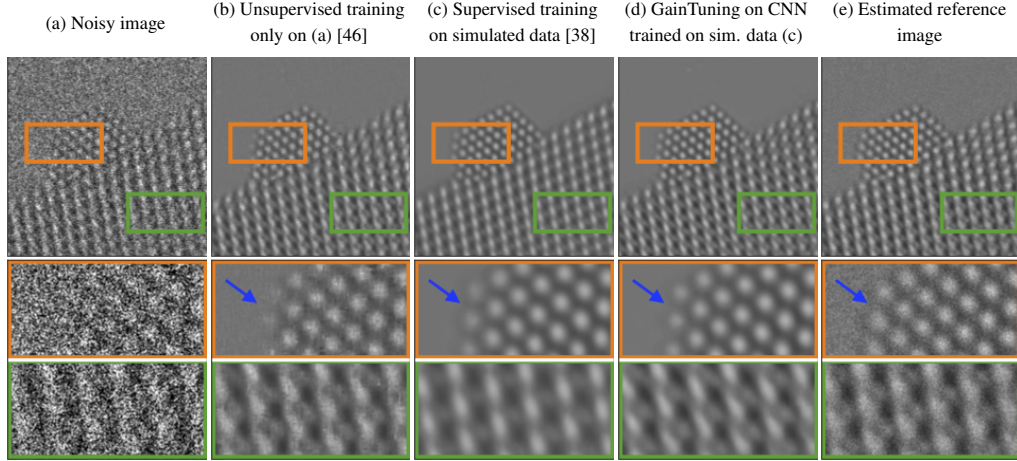 (a) Noisy image
(b) Unsupervised training
only on (a) [46]
(c) Supervised training
on simulated data [38]
(d) GainTuning on CNN
trained on sim. data (c)
(e) Estimated reference
image